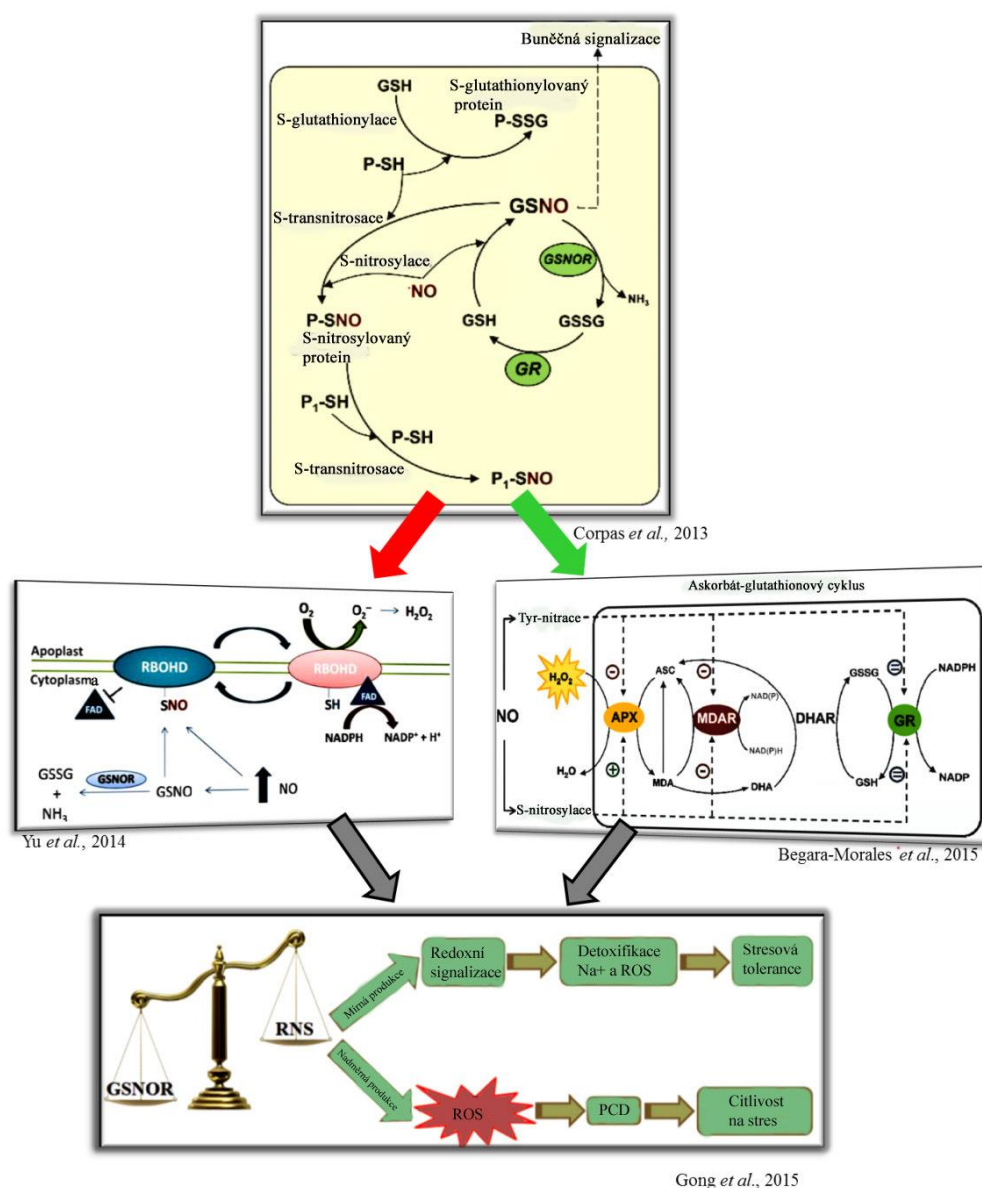 Buněčná signalizace
GSH
S-glutathionylovaný
protein
S-glutathionylace
P-SSG
P-SH
S-transnitrosace
GSNO
S-nitrosylace
GSNOR
˙NO
NH₃
P-SNO
GSH
GSSG
S-nitrosylovaný
protein
GR
P₁-SH
P-SH
S-transnitrosace
P₁-SNO
Corpas et al., 2013
O₂
O₂⁻
H₂O₂
Apoplast
RBOHD
RBOHD
Cytoplasma
FAD
FAD
SNO
SH
NADPH
NADP⁺ + H⁺
GSSG
+
NH₃
GSNOR
GSNO
NO
Yu et al., 2014
Askorbát-glutathionový cyklus
Tyr-nitrace
H₂O₂
−
ASC
−
GSSG
=
NADPH
NAD(P)
NO
APX
MDAR
DHAR
GR
NAD(P)H
H₂O
+
MDA
−
DHA
GSH
=
NADP
S-nitrosylace
Begara-Morales et al., 2015
GSNOR
RNS
Mírná produkce
Redoxní
signalizace
Detoxifikace
Na+ a ROS
Stresová
tolerance
Nadměrná produkce
ROS
PCD
Citlivost
na stres
Gong et al., 2015